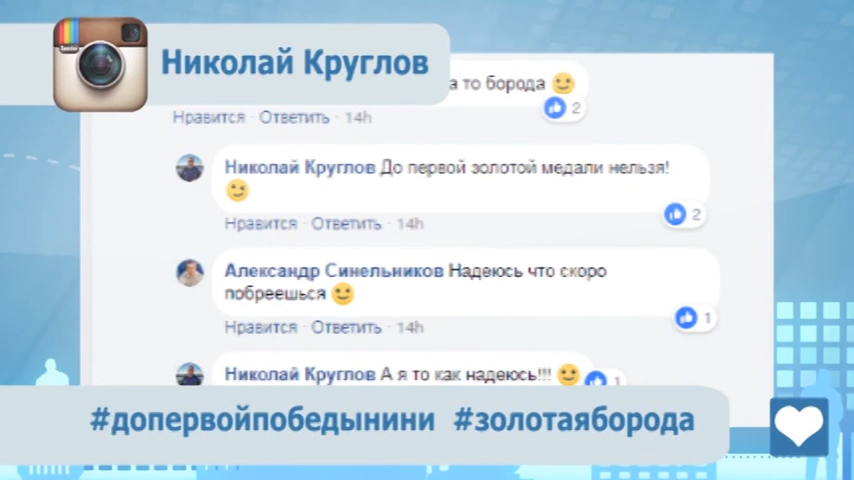 Николай Круглов
а то борода
2
Нравится · Ответить · 14h
Николай Круглов До первой золотой медали нельзя!
2
Нравится · Ответить · 14h
Александр Синельников Надеюсь что скоро
побреешься
1
Нравится · Ответить · 14h
Николай Круглов А я то как надеюсь!!!
1
#допервойпобедынини #золотаяборода